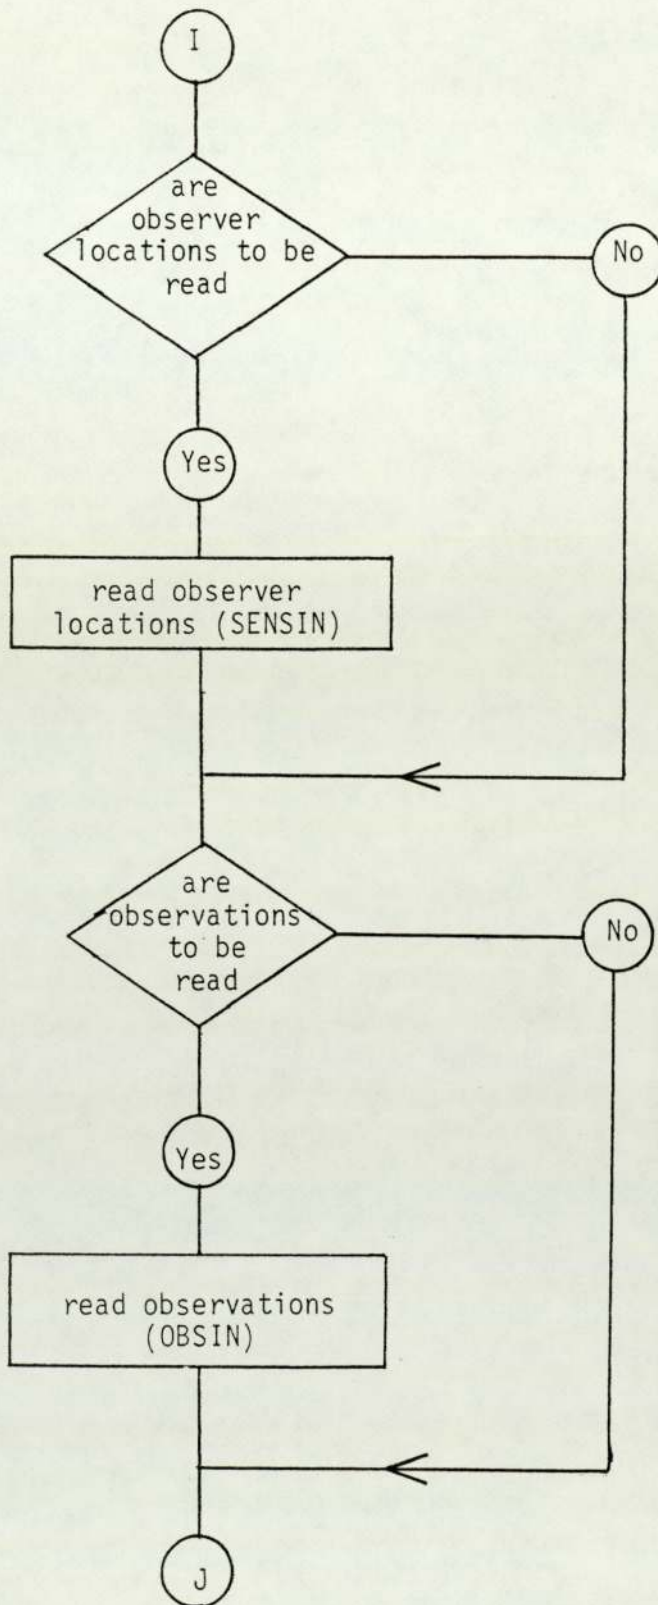 I
are
observer
locations to be
read
No
Yes
read observer
locations (SENSIN)
are
observations
to be
read
No
Yes
read observations
(OBSIN)
J